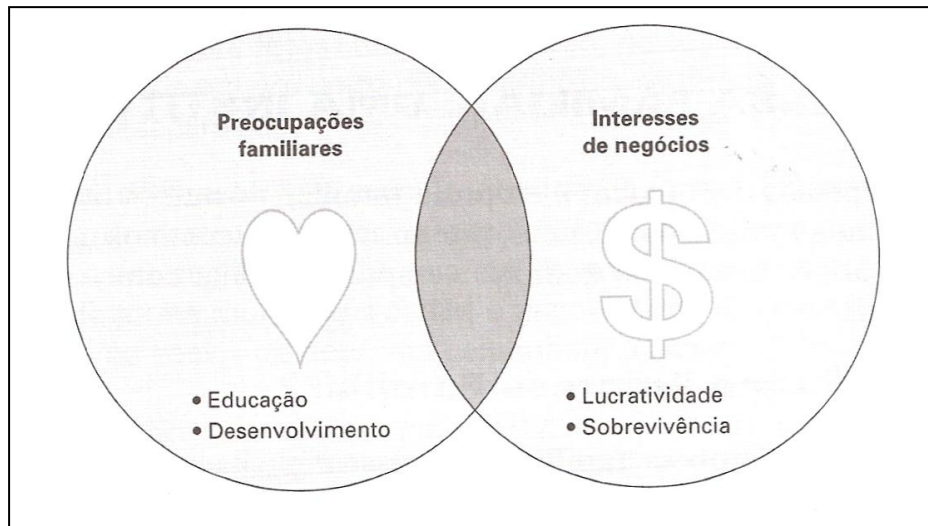 Preocupações
familiares
Interesses
de negócios
$
• Educação
• Desenvolvimento
• Lucratividade
• Sobrevivência